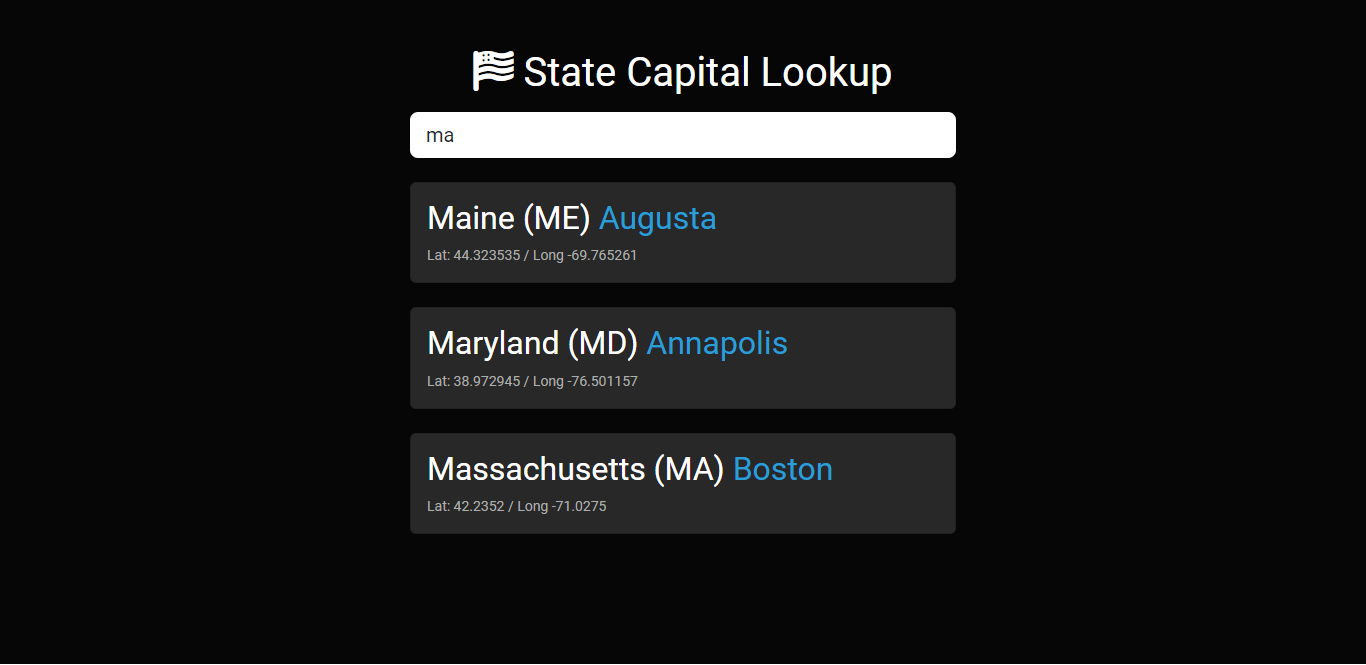 State Capital Lookup
ma
Maine (ME) Augusta
Lat: 44.323535 / Long -69.765261
Maryland (MD) Annapolis
Lat: 38.972945 / Long -76.501157
Massachusetts (MA) Boston
Lat: 42.2352 / Long -71.0275